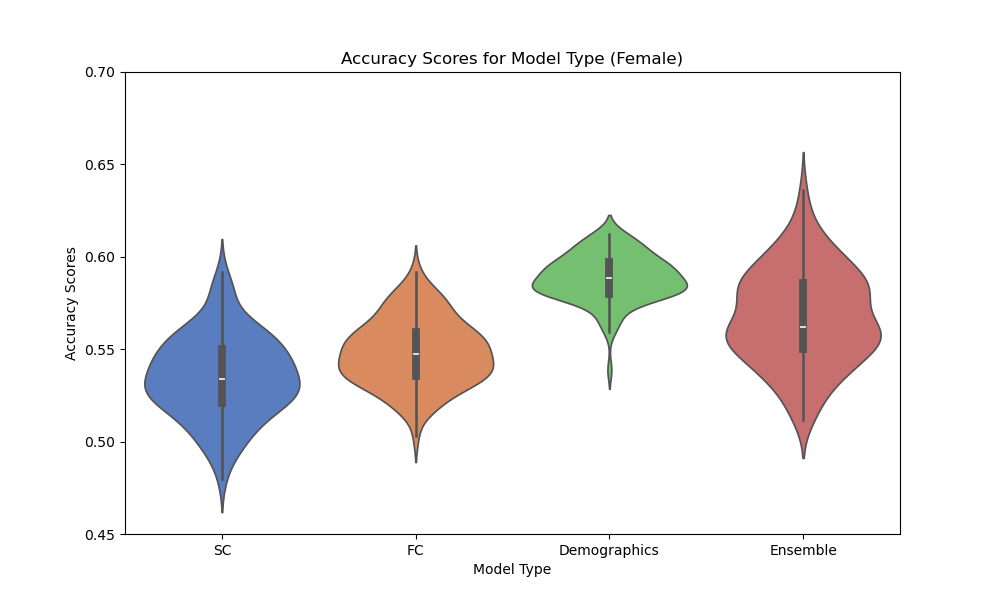 Accuracy Scores for Model Type (Female)
0.70
0.65
0.60
0.55
0.50
0.45
Accuracy Scores
SC FC Demographics Ensemble
Model Type